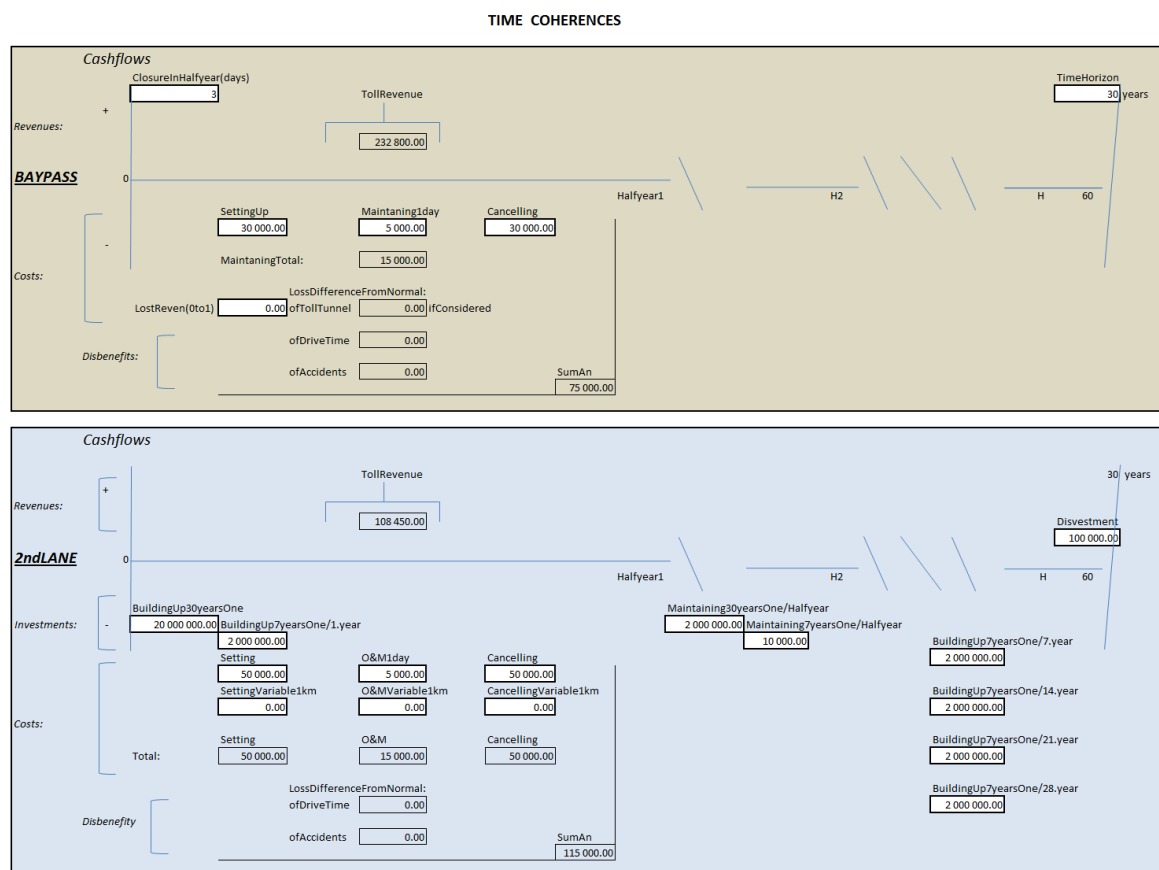 TIME COHERENCES
Cashflows
ClosureInHalfyear(days)
TollRevenue
TimeHorizon
3
30 years
+
Revenues:
232 800.00
BAYPASS
0
Halfyear1
H2
H 60
SettingUp
Maintaning1day
Cancelling
30 000.00
5 000.00
30 000.00
-
MaintaningTotal:
15 000.00
Costs:
LossDifferenceFromNormal:
LostReven(0to1)
0.00
ofTollTunnel
0.00
ifConsidered
ofDriveTime
0.00
Disbenefits:
ofAccidents
0.00
SumAn
75 000.00
Cashflows
TollRevenue
30 years
+
Revenues:
108 450.00
Disvestment
100 000.00
2ndLANE
0
Halfyear1
H2
H 60
BuildingUp30yearsOne
Maintaining30yearsOne/Halfyear
Investments:
-
20 000 000.00
BuildingUp7yearsOne/1.year
2 000 000.00
Maintaining7yearsOne/Halfyear
2 000 000.00
10 000.00
BuildingUp7yearsOne/7.year
2 000 000.00
Setting
O&M1day
Cancelling
50 000.00
5 000.00
50 000.00
SettingVariable1km
O&MVariable1km
CancellingVariable1km
0.00
0.00
0.00
BuildingUp7yearsOne/14.year
2 000 000.00
Costs:
Setting
O&M
Cancelling
Total:
50 000.00
15 000.00
50 000.00
BuildingUp7yearsOne/21.year
2 000 000.00
LossDifferenceFromNormal:
BuildingUp7yearsOne/28.year
ofDriveTime
0.00
2 000 000.00
Disbenefity
ofAccidents
0.00
SumAn
115 000.00